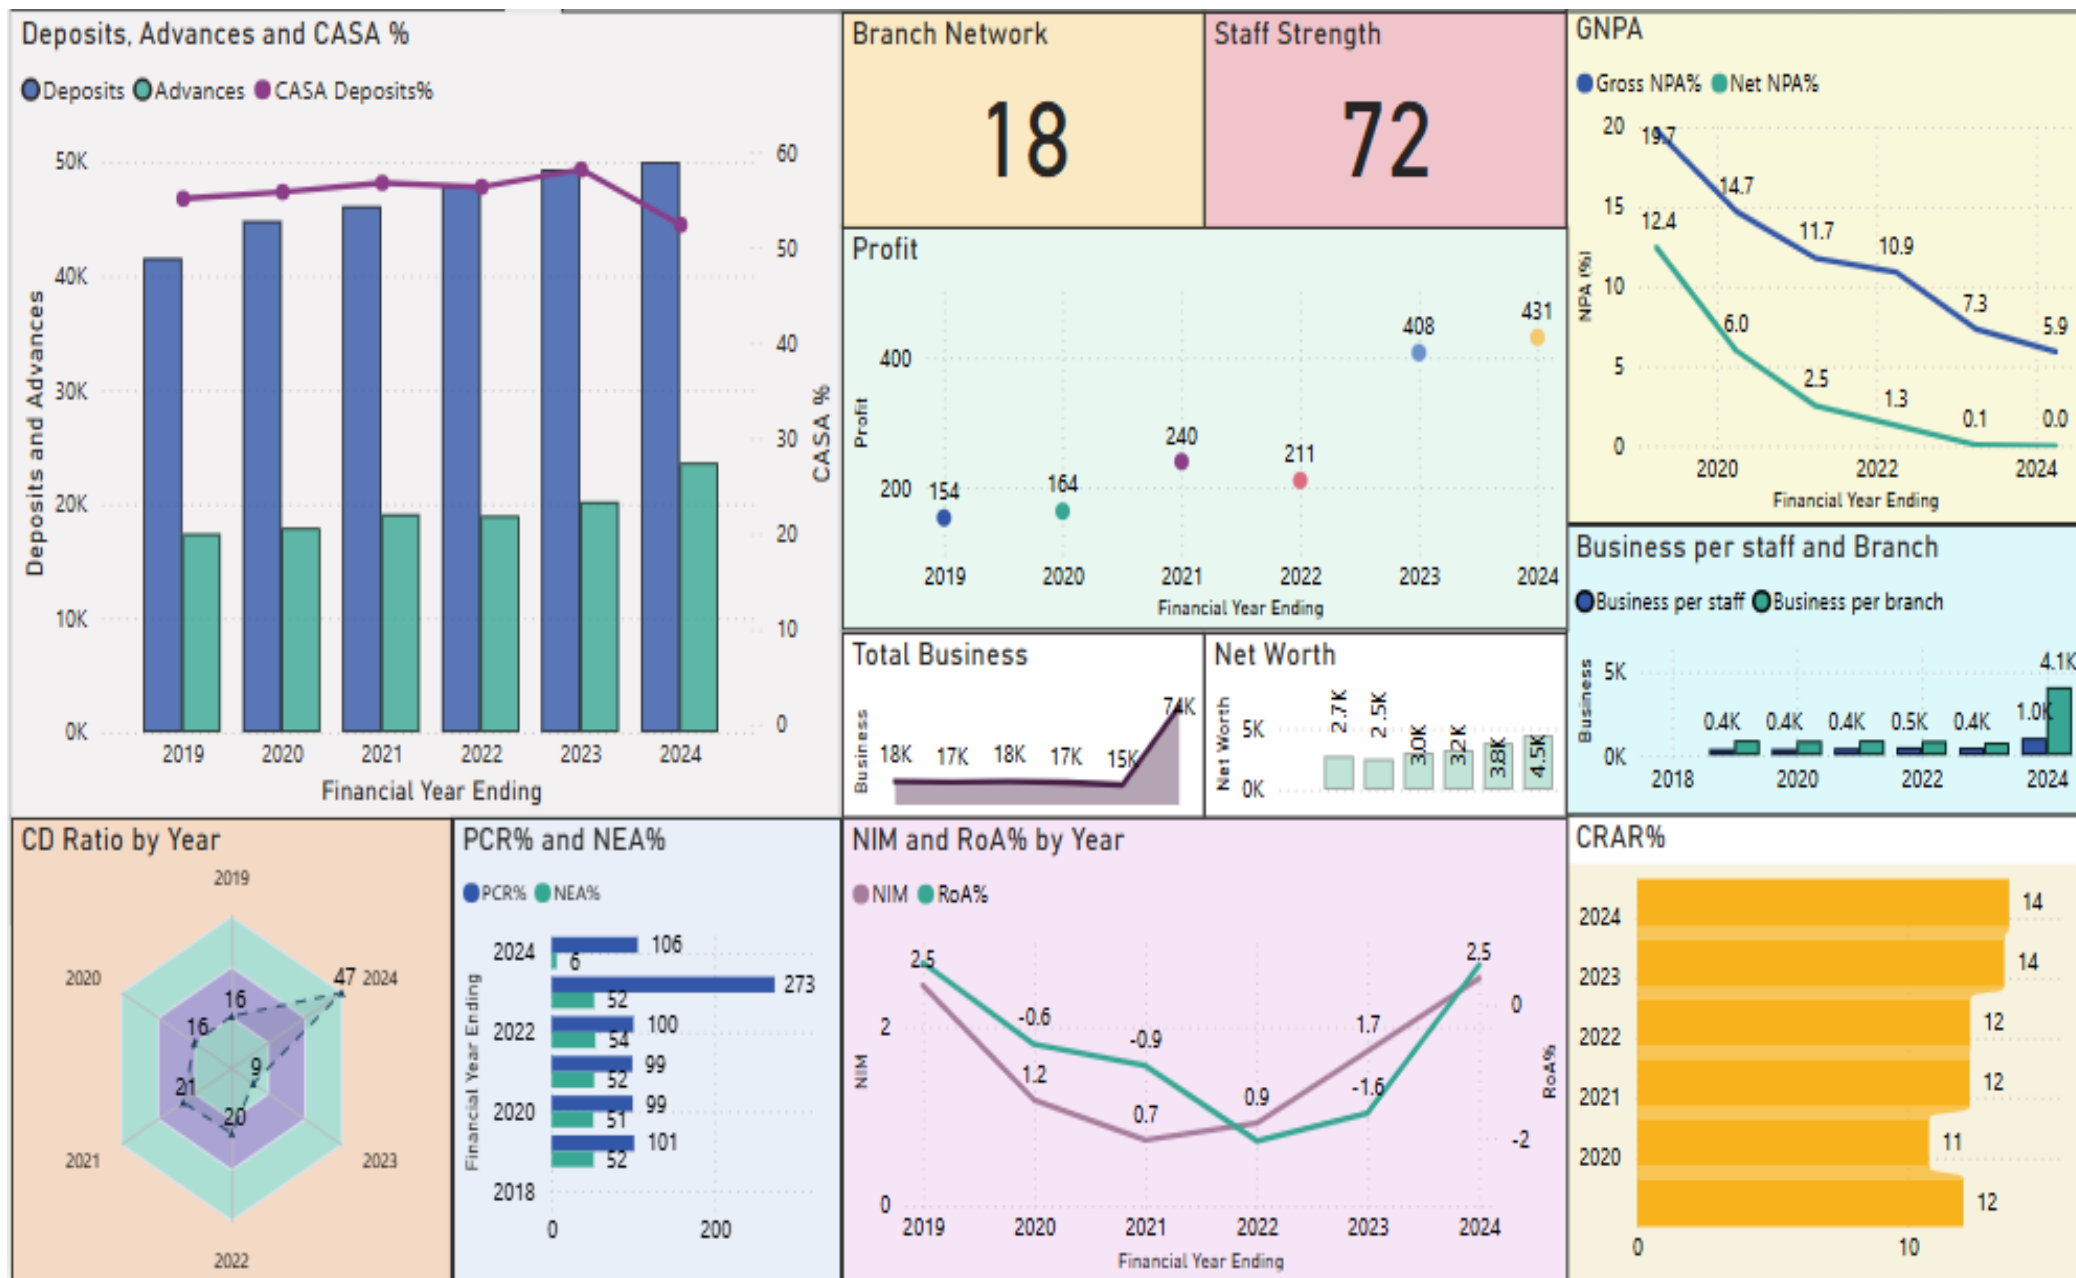 Deposits, Advances and CASA %
Deposits Advances CASA Deposits%
50K
40K
30K
20K
10K
0K
Deposits and Advances
60
50
40
30
20
10
0
CASA %
2019 2020 2021 2022 2023 2024
Financial Year Ending
Branch Network
18
Staff Strength
72
Profit
400
200
Profit
154 164 240 211 408 431
2019 2020 2021 2022 2023 2024
Financial Year Ending
GNPA
Gross NPA% Net NPA%
20
15
10
5
0
NPA (%)
19.7 14.7 11.7 10.9 7.3 5.9
12.4 6.0 2.5 1.3 0.1 0.0
2020 2022 2024
Financial Year Ending
Total Business
Business
18K 17K 18K 17K 15K 74K
Net Worth
Net Worth
5K
0K
2.7K 2.5K 3.0K 3.2K 3.8K 4.5K
Business per staff and Branch
Business per staff Business per branch
Business
5K
0K
0.4K 0.4K 0.4K 0.5K 0.4K 1.0K 4.1K
2018 2020 2022 2024
CD Ratio by Year
2019
2020 47 2024
16
16
9
21
20
2021 2023
2022
PCR% and NEA%
PCR% NEA%
Financial Year Ending
2024 106
6
273
52
2022 100
54
99
52
2020 99
51
101
52
2018
0 200
NIM and RoA% by Year
NIM RoA%
NIM
2
0
2.5 -0.6 -0.9 -1.6 2.5
1.2 0.7 0.9 1.7
0
-2
RoA%
2019 2020 2021 2022 2023 2024
Financial Year Ending
CRAR%
2024 14
2023 14
2022 12
2021 12
2020 11
12
0 10